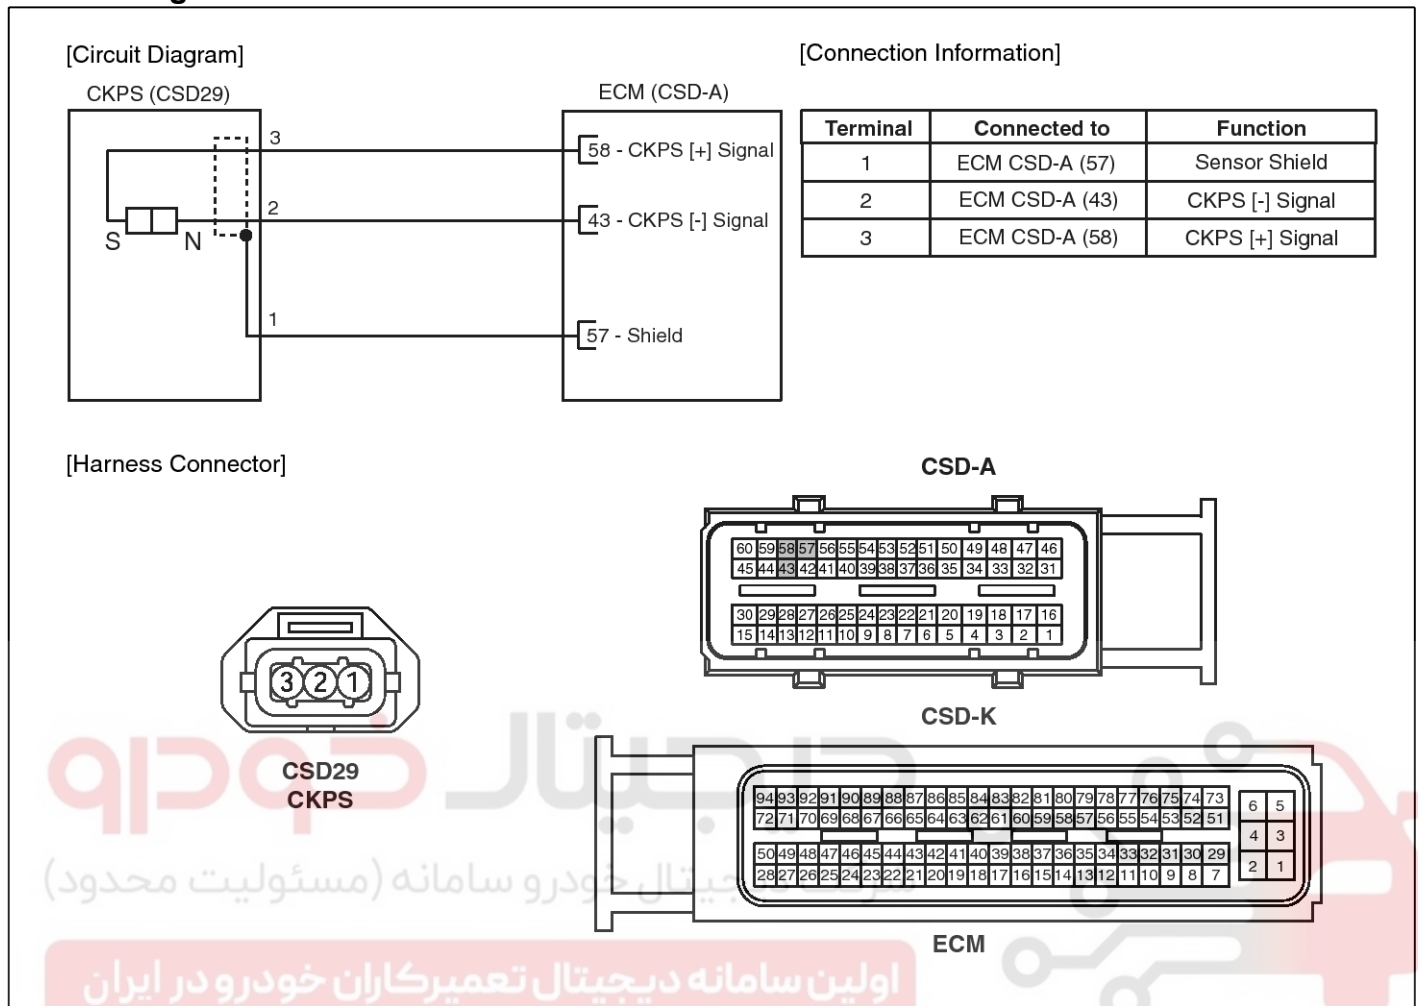 [Circuit Diagram]
CKPS (CSD29)
ECM (CSD-A)
3
58 - CKPS [+] Signal
2
43 - CKPS [-] Signal
S
N
1
57 - Shield
[Connection Information]
Terminal Connected to Function
1 ECM CSD-A (57) Sensor Shield
2 ECM CSD-A (43) CKPS [-] Signal
3 ECM CSD-A (58) CKPS [+] Signal
[Harness Connector]
3 2 1
CSD29
CKPS
CSD-A
60 59 58 57 56 55 54 53 52 51 50 49 48 47 46
45 44 43 42 41 40 39 38 37 36 35 34 33 32 31
30 29 28 27 26 25 24 23 22 21 20 19 18 17 16
15 14 13 12 11 10 9 8 7 6 5 4 3 2 1
CSD-K
94 93 92 91 90 89 88 87 86 85 84 83 82 81 80 79 78 77 76 75 74 73
72 71 70 69 68 67 66 65 64 63 62 61 60 59 58 57 56 55 54 53 52 51
50 49 48 47 46 45 44 43 42 41 40 39 38 37 36 35 34 33 32 31 30 29
28 27 26 25 24 23 22 21 20 19 18 17 16 15 14 13 12 11 10 9 8 7
6 5
4 3
2 1
ECM
دیجیتال خودرو
شرکت دیجیتال خودرو سامانه (مسئولیت محدود)
اولین سامانه دیجیتال تعمیرکاران خودرو در ایران